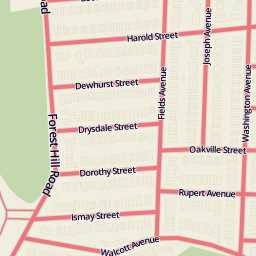 oad
Harold Street
Joseph Avenue
Dewhurst Street
Fields Avenue
Washington Avenue
Drysdale Street
Forest Hill Road
Oakville Street
Dorothy Street
Rupert Avenue
Ismay Street
Walcott Avenue